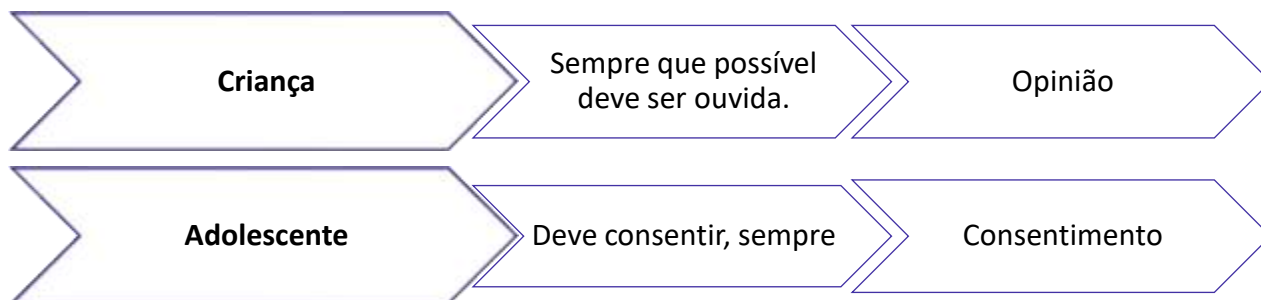 Criança
Sempre que possível
deve ser ouvida.
Opinião
Adolescente
Deve consentir, sempre
Consentimento